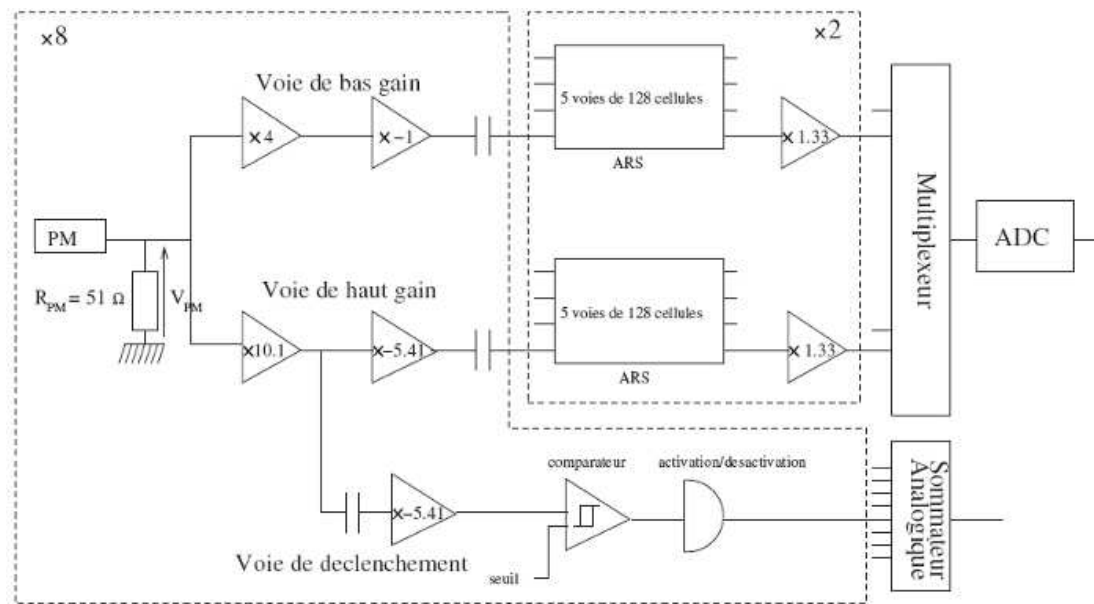 ×8
×2
Voie de bas gain
×4
×-1
5 voies de 128 cellules
ARS
×1.33
Multiplexeur
ADC
PM
R_PM = 51 Ω
V_PM
Voie de haut gain
×10.1
×-5.41
5 voies de 128 cellules
ARS
×1.33
comparateur
activation/desactivation
×-5.41
Voie de declenchement
seuil
Sommateur
Analogique